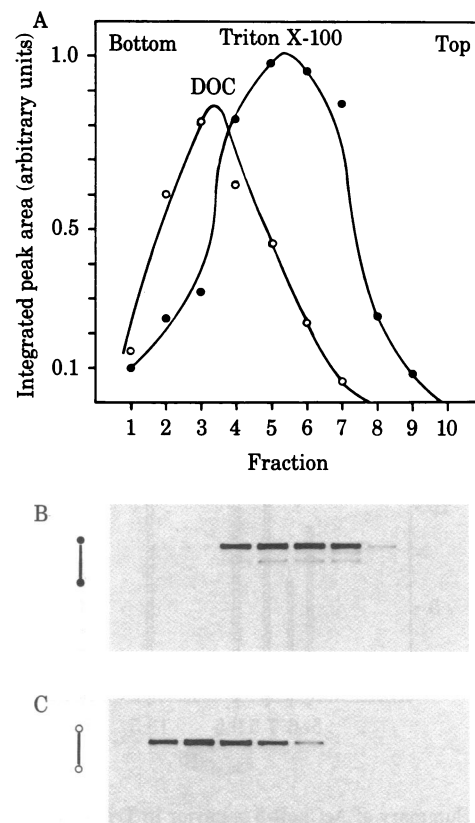 A
Bottom
Triton X-100
Top
DOC
Integrated peak area (arbitrary units)
1.0
0.5
0.1
1 2 3 4 5 6 7 8 9 10
Fraction
B
C